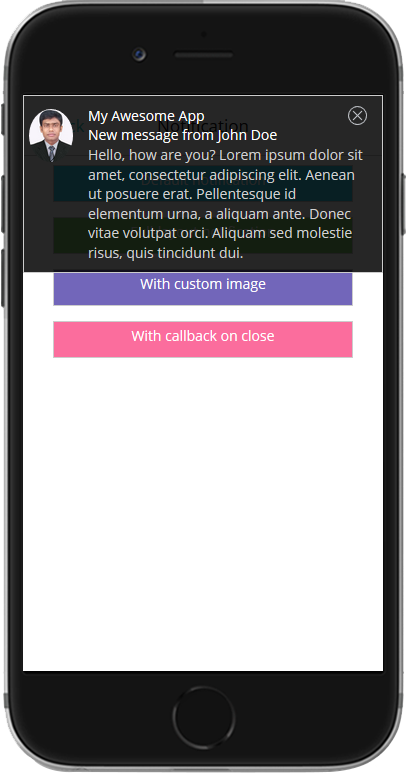 My Awesome App
Notification
New message from John Doe
Hello, how are you? Lorem ipsum dolor sit
amet, consectetur adipiscing elit. Aenean
ut posuere erat. Pellentesque id
elementum urna, a aliquam ante. Donec
vitae volutpat orci. Aliquam sed molestie
risus, quis tincidunt dui.
With custom image
With callback on close